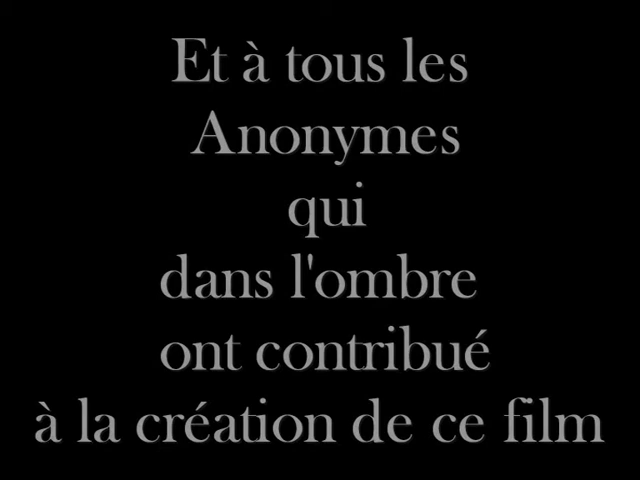 Et à tous les
Anonymes
qui
dans l'ombre
ont contribué
à la création de ce film